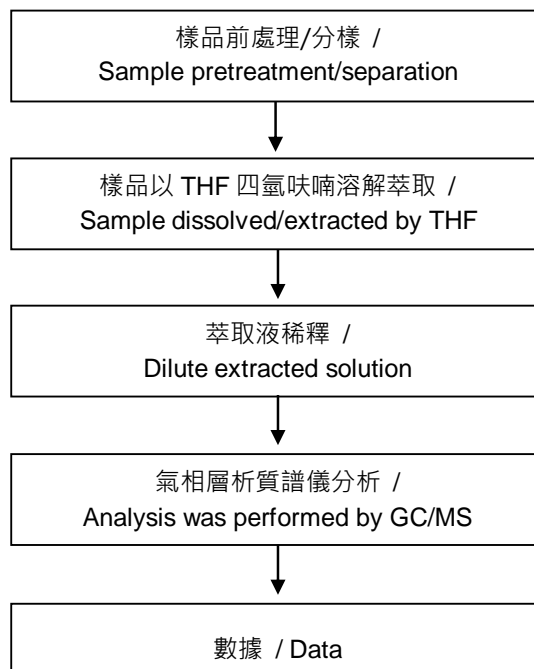 樣品前處理/分樣 /
Sample pretreatment/separation
樣品以 THF 四氫呋喃溶解萃取 /
Sample dissolved/extracted by THF
萃取液稀釋 /
Dilute extracted solution
氣相層析質譜儀分析 /
Analysis was performed by GC/MS
數據 / Data